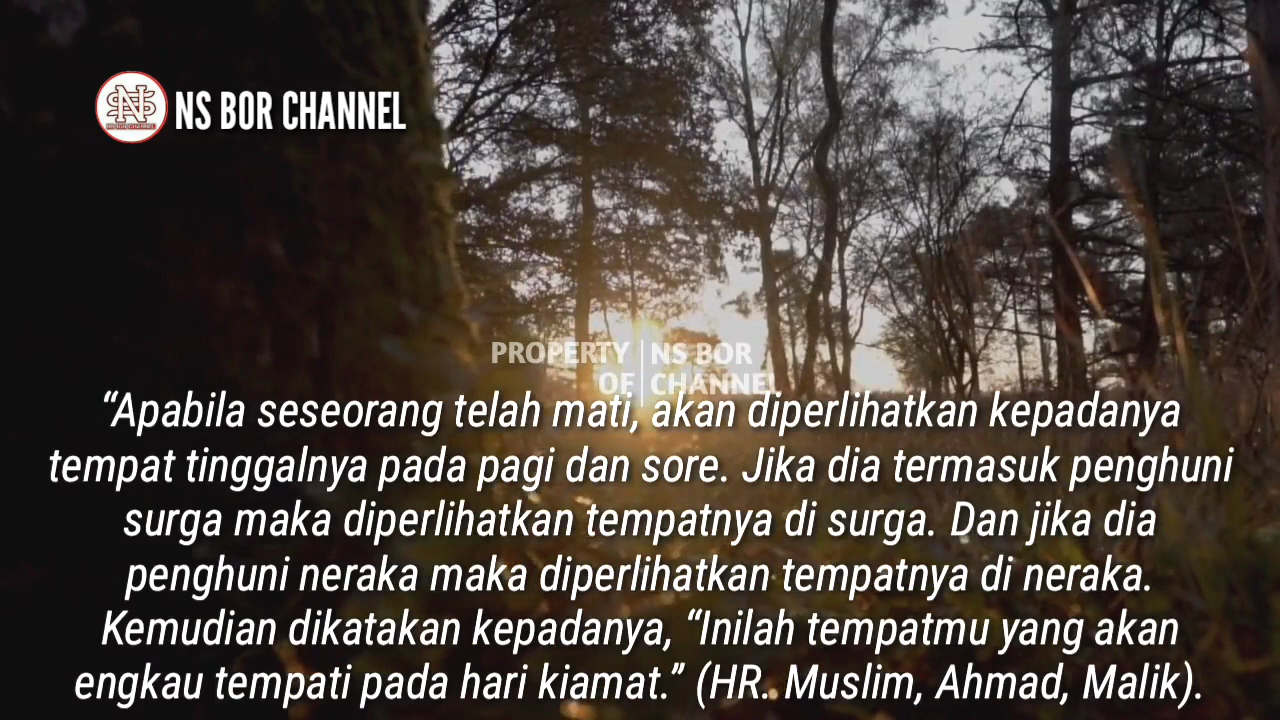 NS BOR CHANNEL
NS BOR CHANNEL
PROPERTY OF | NS BOR CHANNEL
“Apabila seseorang telah mati, akan diperlihatkan kepadanya
tempat tinggalnya pada pagi dan sore. Jika dia termasuk penghuni
surga maka diperlihatkan tempatnya di surga. Dan jika dia
penghuni neraka maka diperlihatkan tempatnya di neraka.
Kemudian dikatakan kepadanya, “Inilah tempatmu yang akan
engkau tempati pada hari kiamat.” (HR. Muslim, Ahmad, Malik).